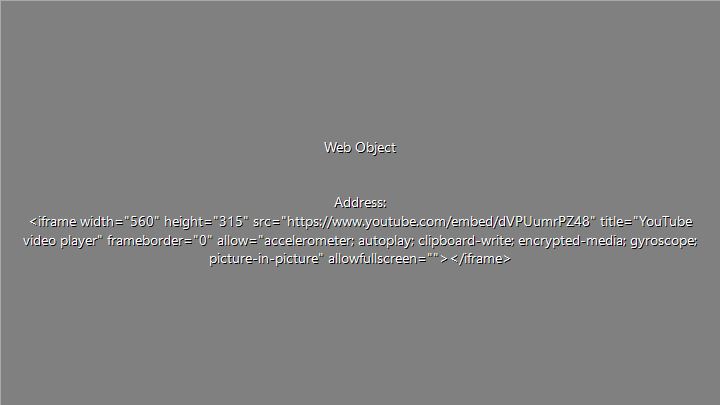 Web Object
Address:
<iframe width="560" height="315" src="https://www.youtube.com/embed/dVPUumrPZ48" title="YouTube
video player" frameborder="0" allow="accelerometer; autoplay; clipboard-write; encrypted-media; gyroscope;
picture-in-picture" allowfullscreen=""></iframe>